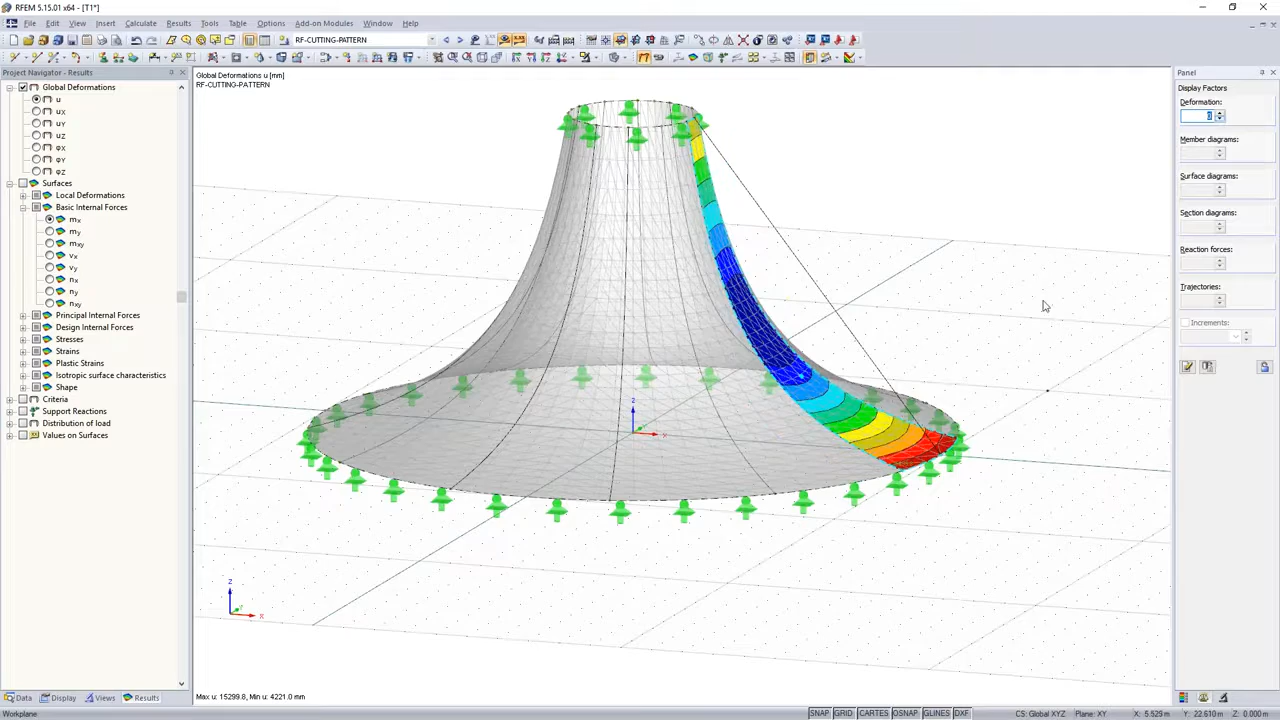 RFEM 5.15.01 x64 - [T1*]
File Edit View Insert Calculate Results Tools Table Options Add-on Modules Window Help
RF-CUTTING-PATTERN
Project Navigator - Results
Global Deformations
u
uX
uY
uZ
φX
φY
φZ
Surfaces
Local Deformations
Basic Internal Forces
mx
my
mxy
vx
vy
nx
ny
nxy
Principal Internal Forces
Design Internal Forces
Stresses
Strains
Plastic Strains
Isotropic surface characteristics
Shape
Criteria
Support Reactions
Distribution of load
Values on Surfaces
Data Display Views Results
Workplane
Global Deformations u [mm]
RF-CUTTING-PATTERN
Z
X
Z
X
Max u: 15299.8, Min u: 4221.0 mm
Panel
Display Factors
Deformation:
Member diagrams:
Surface diagrams:
Section diagrams:
Reaction forces:
Trajectories:
Increments:
SNAP GRID CARTES OSNAP GLINES DXF
CS: Global XYZ Plane: XY X: 5.529 m Y: 22.610 m Z: 0.000 m